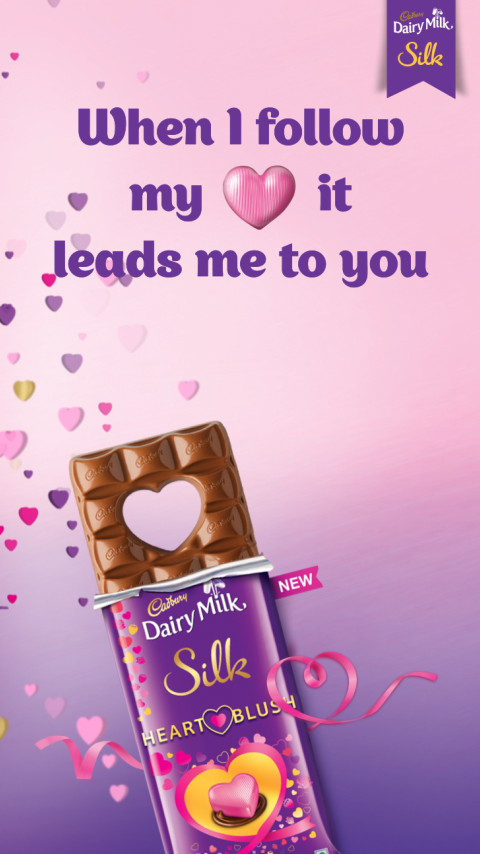 Cadbury
Dairy Milk
Silk
When I follow
my it
leads me to you
NEW
Cadbury
Dairy Milk
Silk
HEART BLUSH